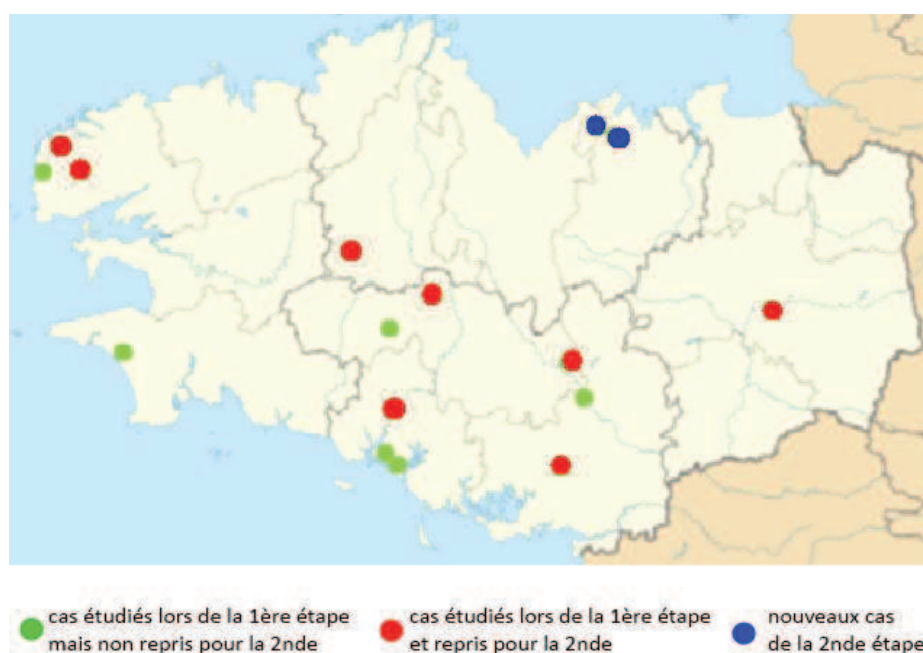 cas étudiés lors de la 1ère étape
mais non repris pour la 2nde
cas étudiés lors de la 1ère étape
et repris pour la 2nde
nouveaux cas
de la 2nde étape